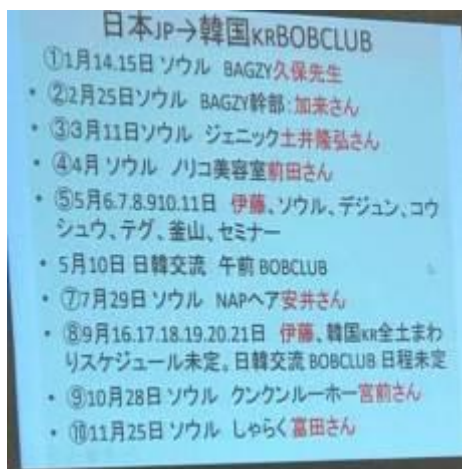 日本JP→韓国KRBOBCLUB
①1月14.15日 ソウル BAGZY久保先生
• ②2月25日ソウル BAGZY幹部:加来さん
• ③3月11日ソウル ジェニック土井隆弘さん
• ④4月 ソウル ノリコ美容室前田さん
• ⑤5月6.7.8.910.11日 伊藤、ソウル、デジュン、コウ
シュウ、テグ、釜山、セミナー
• 5月10日 日韓交流 午前 BOBCLUB
• ⑦7月29日 ソウル NAPヘア安井さん
• ⑧9月16.17.18.19.20.21日 伊藤、韓国KR全土まわ
りスケジュール未定。日韓交流 BOBCLUB 日程未定
• ⑨10月28日 ソウル クンクンルーホー宮前さん
• ⑩11月25日 ソウル しゃらく富田さん